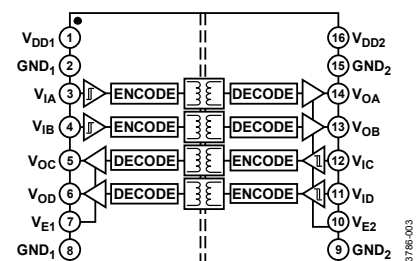 VDD1 1 16 VDD2
GND1 2 15 GND2
VIA 3 ENCODE DECODE 14 VOA
VIB 4 ENCODE DECODE 13 VOB
VOC 5 DECODE ENCODE 12 VIC
VOD 6 DECODE ENCODE 11 VID
VE1 7 10 VE2
GND1 8 9 GND2
3786-003